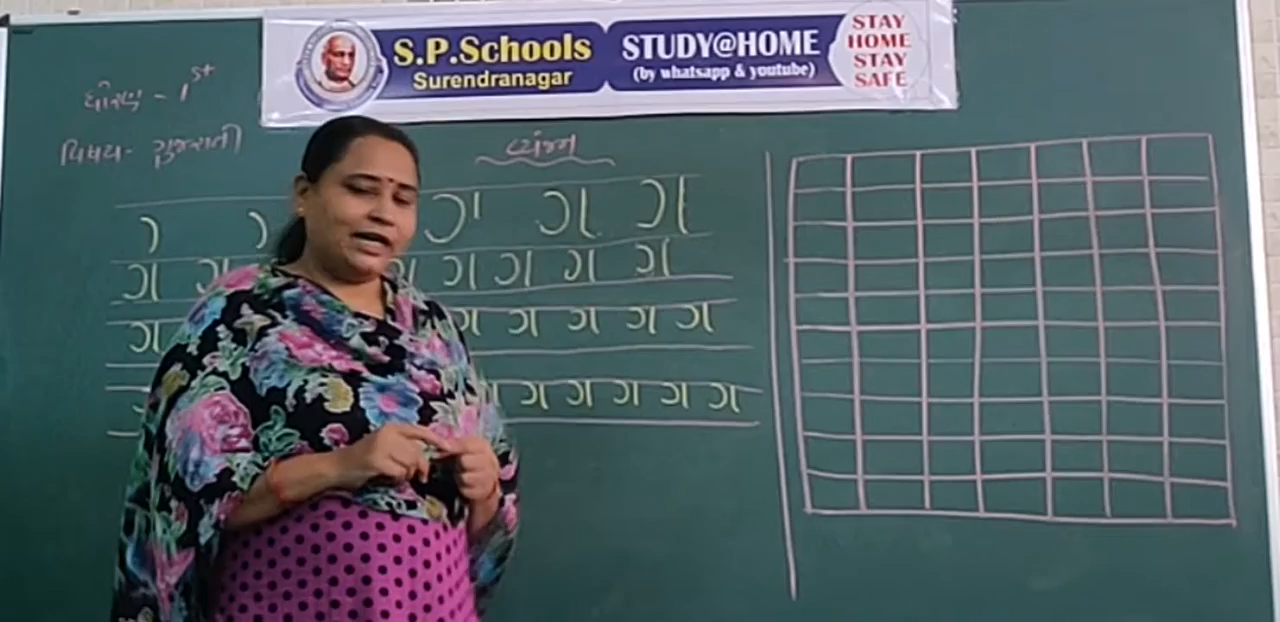 S.P.Schools
Surendranagar
STUDY@HOME
(by whatsapp & youtube)
STAY
HOME
STAY
SAFE
ધોરણ - 1st
વિષય - ગુજરાતી
વ્યંજન
ગ ગ
ગ ગ ગ ગ ગ ગ
ગ ગ ગ ગ ગ ગ
ગ ગ ગ ગ ગ